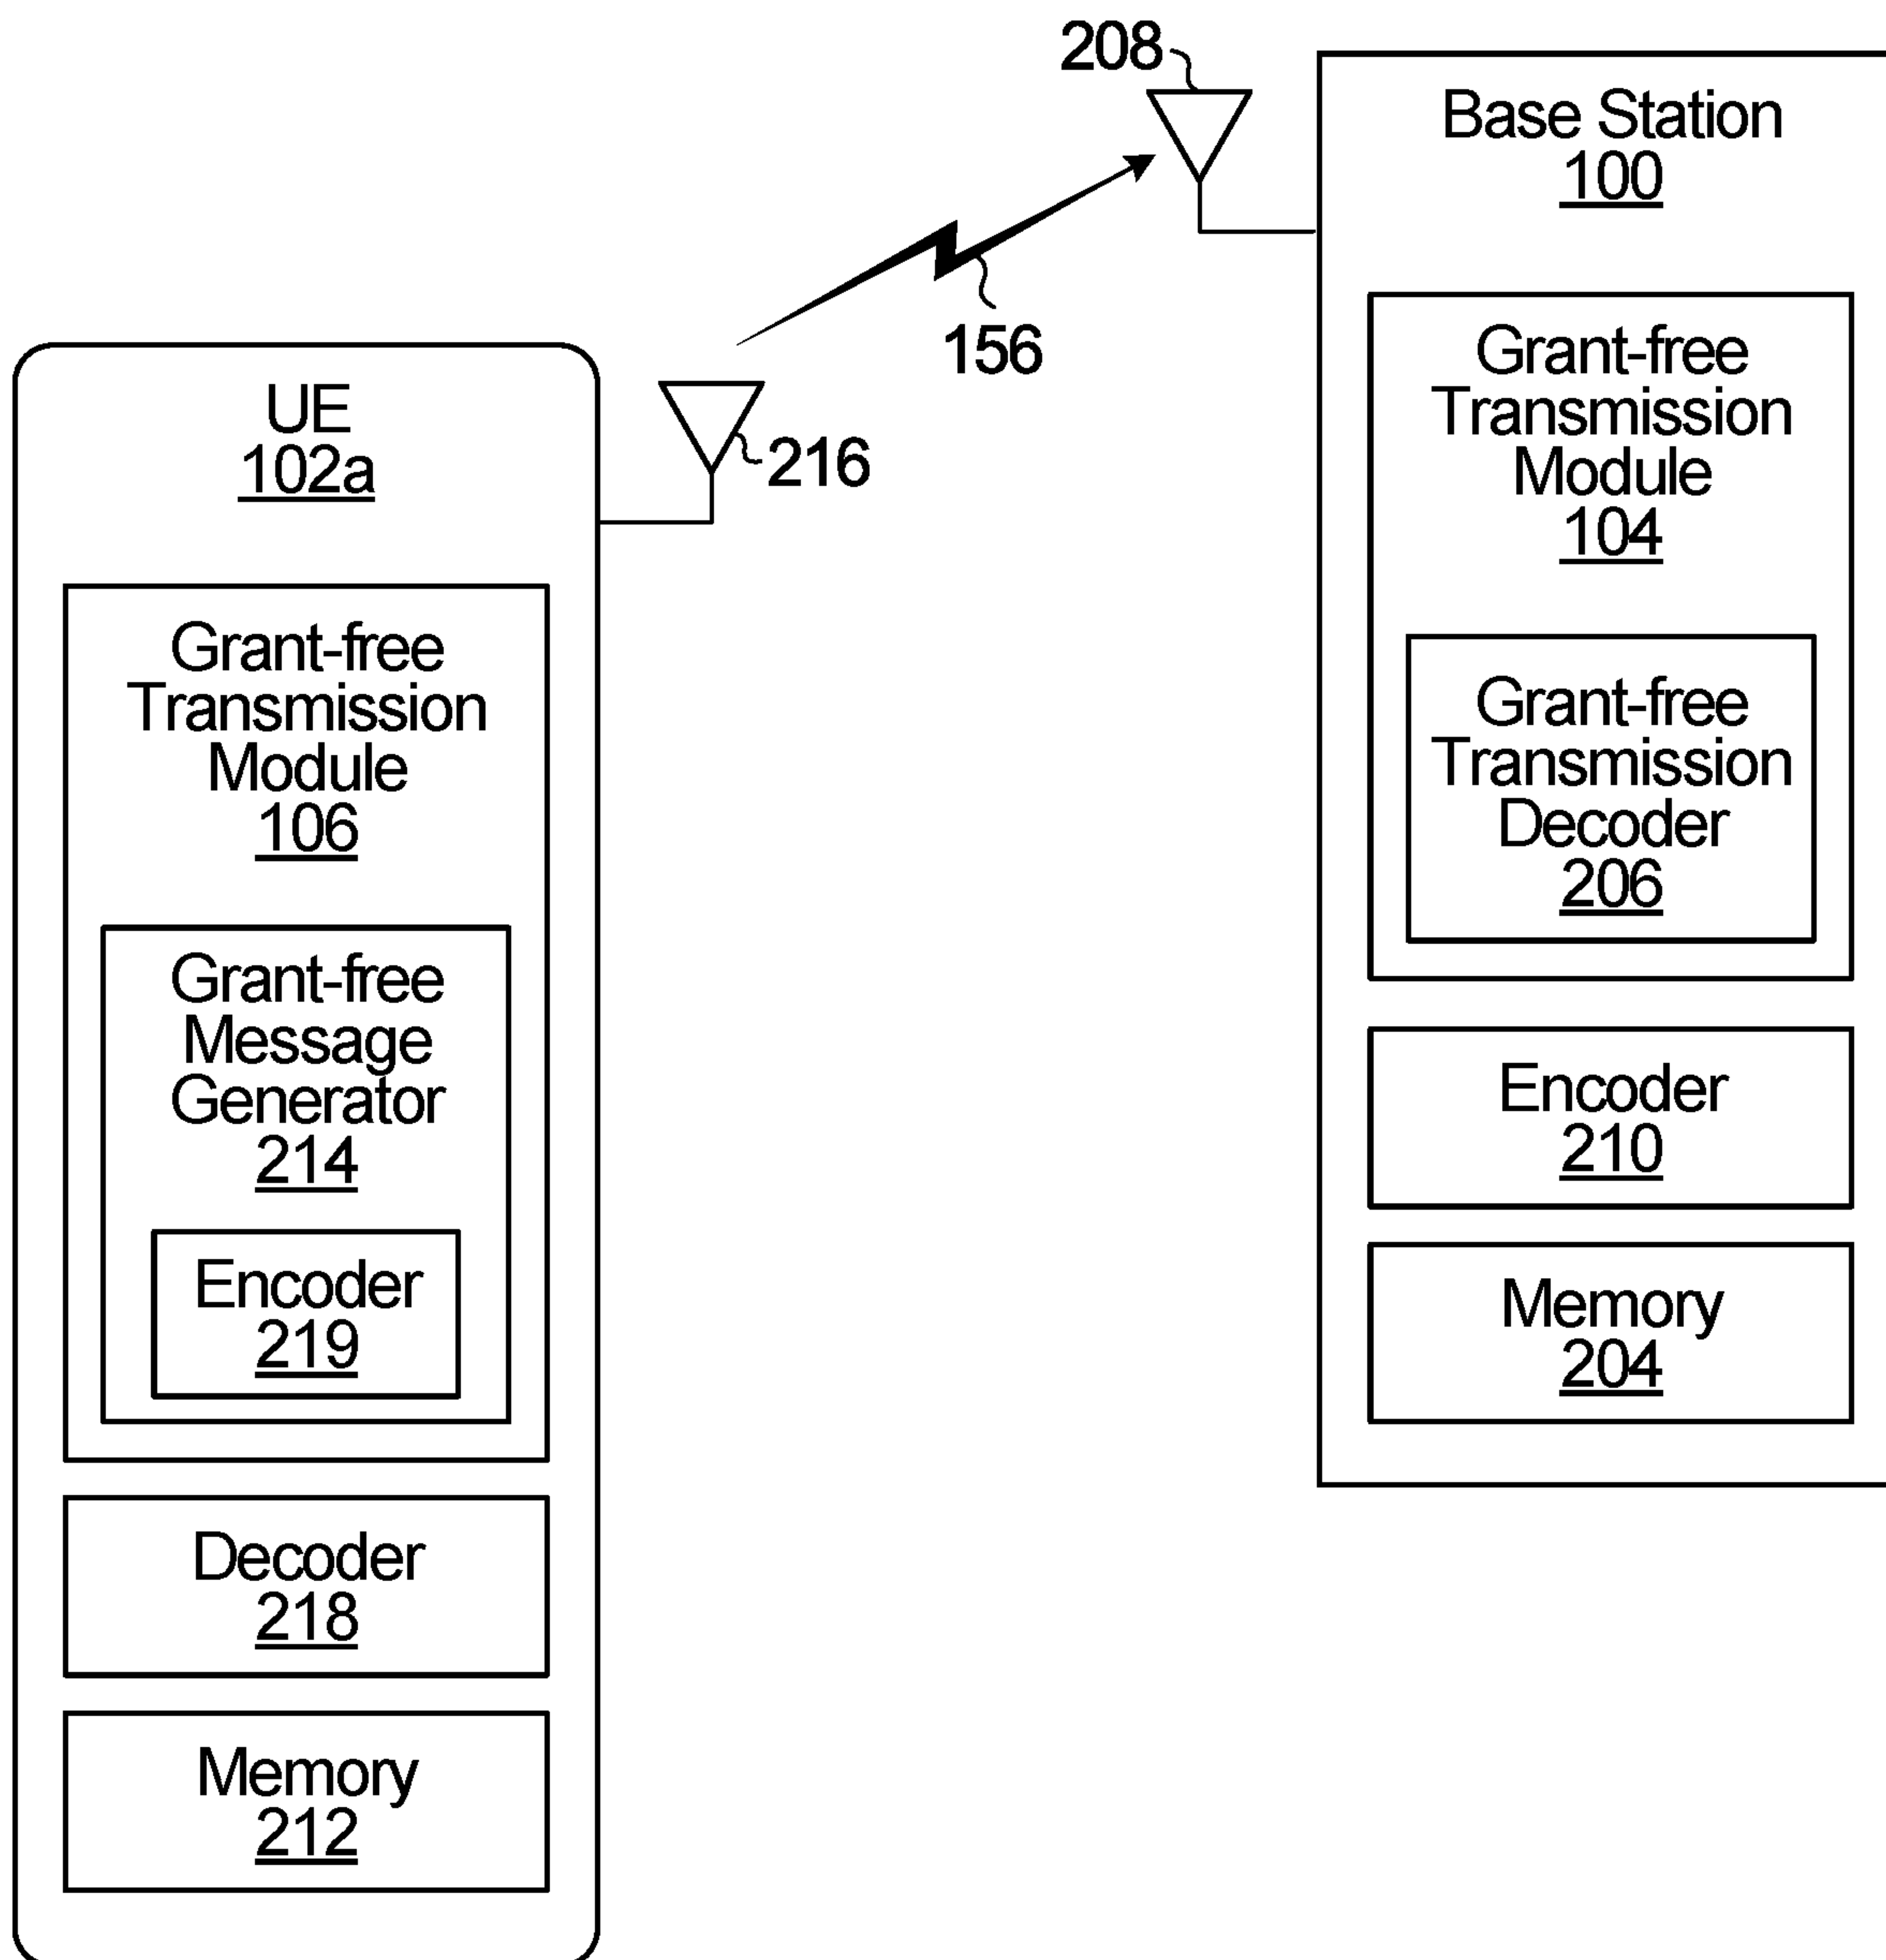 208
Base Station
100
156
Grant-free
Transmission
Module
104
UE
102a
216
Grant-free
Transmission
Module
106
Grant-free
Transmission
Decoder
206
Grant-free
Message
Generator
214
Encoder
210
Encoder
219
Memory
204
Decoder
218
Memory
212